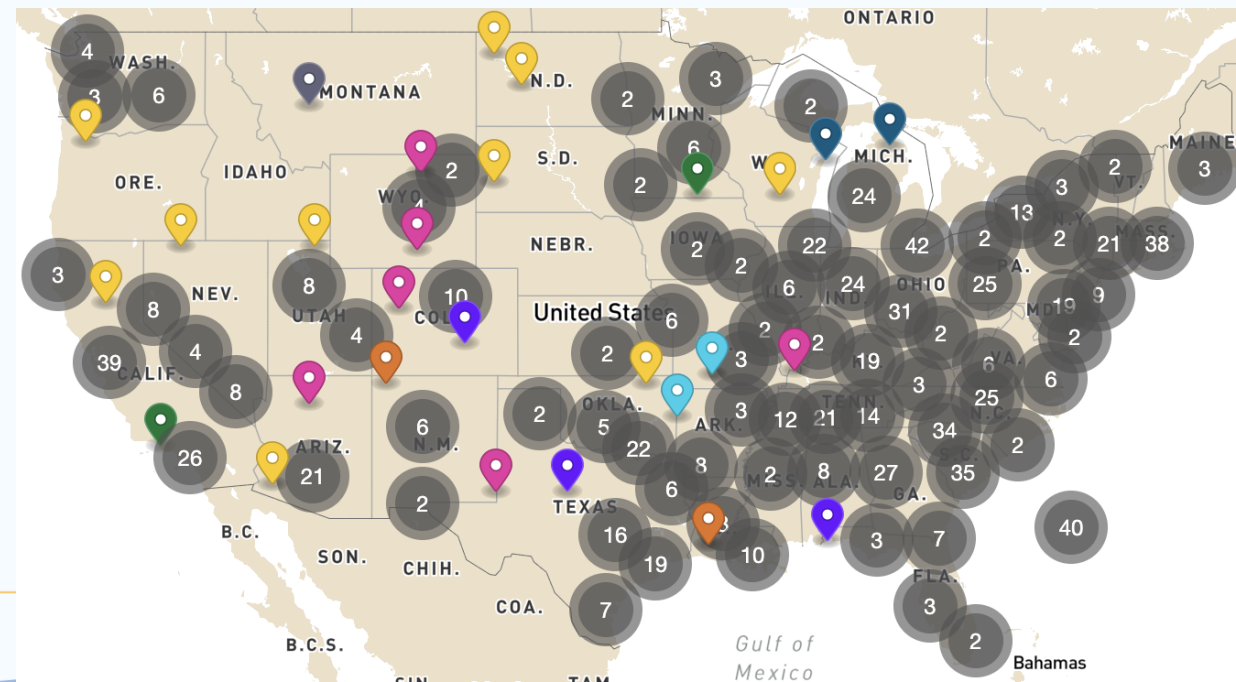 ONTARIO
4
WASH.
3
6
MONTANA
N.D.
2
3
MINN.
2
MAINE
ORE.
IDAHO
WYO.
2
4
S.D.
2
6
W
MICH.
24
2
VT.
3
3
13
N.Y.
2
2
21
MASS.
38
3
8
NEV.
8
UTAH
4
10
COL
NEBR.
IOWA
2
2
22
42
6
ILL.
24
IND.
OHIO
31
25
PA.
MD.
19
9
2
United States
6
2
39
CALIF.
4
8
2
3
2
19
2
3
6
VA.
6
25
N.C.
6
N.M.
2
OKLA.
5
22
ARK.
3
12
21
TENN.
14
34
S.C.
2
26
ARIZ.
21
2
8
6
2
MISS.
8
ALA.
27
GA.
35
TEXAS
16
19
3
10
3
7
40
B.C.
SON.
CHIH.
COA.
7
FLA.
3
2
B.C.S.
Gulf of
Mexico
Bahamas
SIN.
TAM.